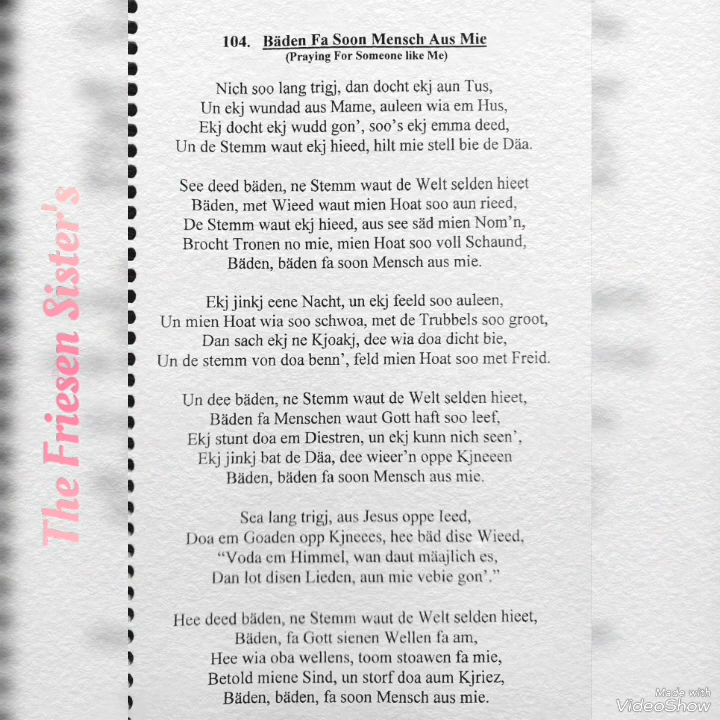 104. Bäden Fa Soon Mensch Aus Mie
(Praying For Someone like Me)
Nich soo lang trigj, dan docht ekj aun Tus,
Un ekj wundad aus Mame, auleen wia em Hus,
Ekj docht ekj wudd gon’, soo’s ekj emma deed,
Un de Stemm waut ekj hieed, hilt mie stell bie de Däa.
See deed bäden, ne Stemm waut de Welt selden hieet
Bäden, met Wieed waut mien Hoat soo aun rieed,
De Stemm waut ekj hieed, aus see säd mien Nom’n,
Brocht Tronen no mie, mien Hoat soo voll Schaund,
Bäden, bäden fa soon Mensch aus mie.
Ekj jinkj eene Nacht, un ekj feeld soo auleen,
Un mien Hoat wia soo schwoa, met de Trubbels soo groot,
Dan sach ekj ne Kjoakj, dee wia doa dicht bie,
Un de stemm von doa benn’, feld mien Hoat soo met Freid.
Un dee bäden, ne Stemm waut de Welt selden hieet,
Bäden fa Menschen waut Gott haft soo leef,
Ekj stunt doa em Diestren, un ekj kunn nich seen’,
Ekj jinkj bat de Däa, dee wieer’n oppe Kjneeen
Bäden, bäden fa soon Mensch aus mie.
Sea lang trigj, aus Jesus oppe leed,
Doa em Goaden opp Kjneees, hee bäd dise Wieed,
“Voda em Himmel, wan daut mäajlich es,
Dan lot disen Lieden, aun mie vebie gon’.”
Hee deed bäden, ne Stemm waut de Welt selden hieet,
Bäden, fa Gott sienen Wellen fa am,
Hee wia oba wellens, toom stoawen fa mie,
Betold miene Sind, un storf doa aum Kjriez,
Bäden, bäden, fa soon Mensch aus mie.
The Friesen Sister's
Made with
VideoShow